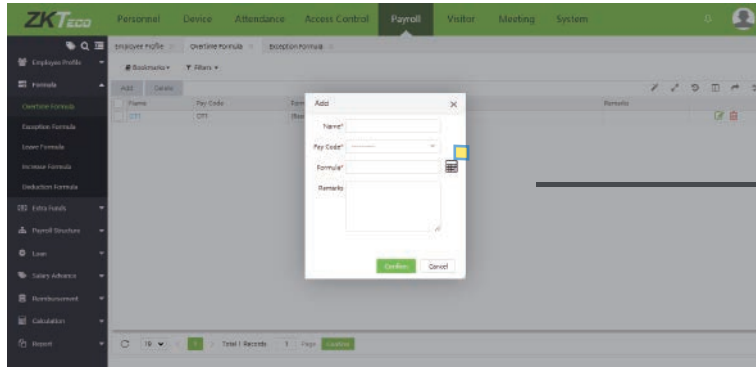 ZKTECO Personnel Device Attendance Access Control Payroll Visitor Meeting System
Employee Profile Overtime Formula Exception Formula
Employee Profile
Bookmarks Filters
Formula
Add Delete
Overtime Formula
Name Pay Code Remarks
OT1 OT1
Exception Formula
Leave Formula
Increase Formula
Deduction Formula
Extra Funds
Payroll Structure
Loan
Salary Advance
Reimbursement
Calculation
Report
Add
Name*
Pay Code* ----------
Formula*
Remarks
Confirm Cancel
1 Total 1 Records 1 Page Confirm